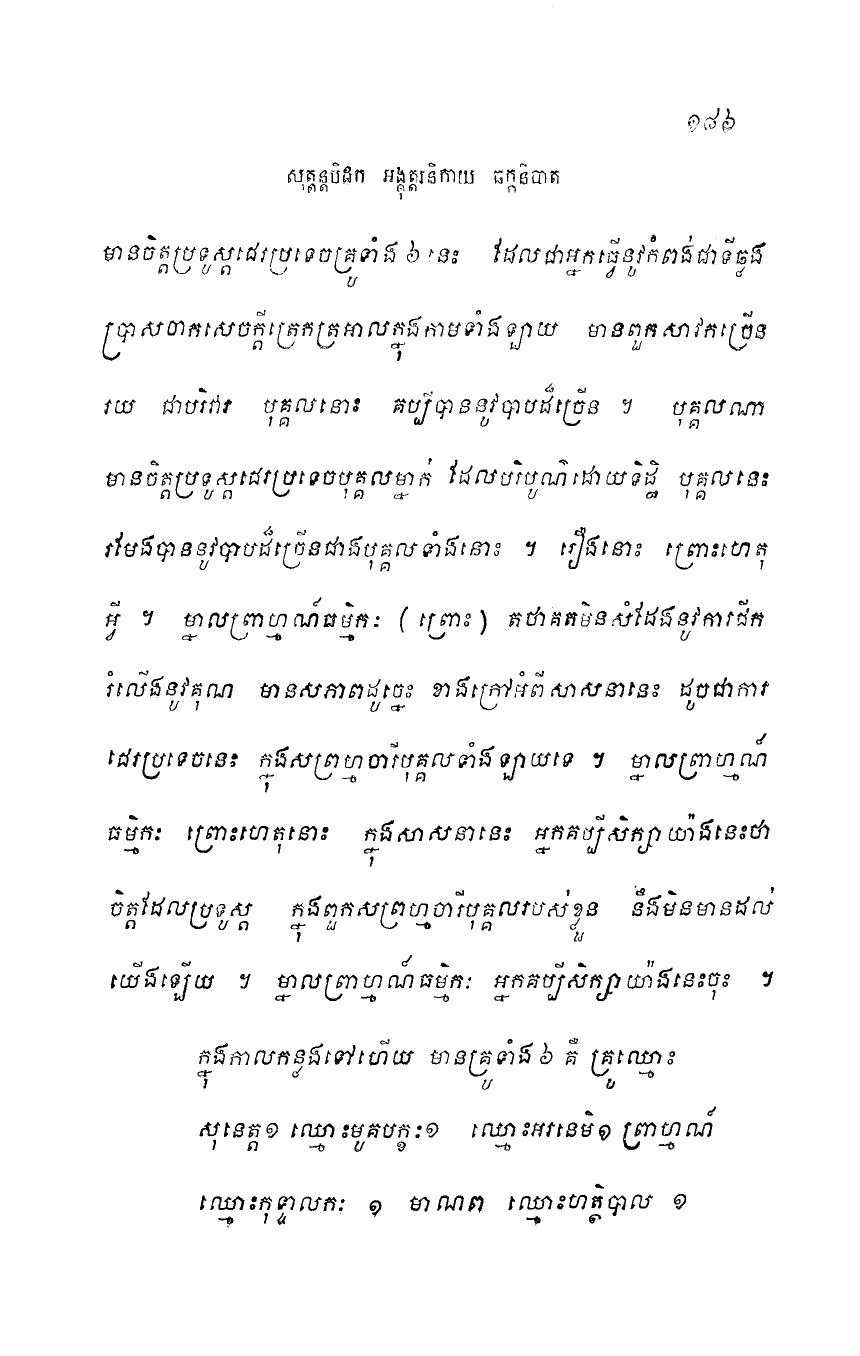 ១៨៦
សុត្តន្តបិដក អង្គុត្តរនិកាយ ឆក្កនិបាត
មានចិត្តប្រទូស្តជេរប្រទេចគ្រូទាំង ៦ នេះ ដែលជាអ្នកធ្វើនូវកំពង់ជាទីឆ្លង
ប្រាសចាកសេចក្តីត្រេកត្រអាលក្នុងកាមទាំងឡាយ មានពួកសាវកច្រើន
រយ ជាបរិវារ បុគ្គលនោះ គប្បីបាននូវបាបដ៏ច្រើន ។ បុគ្គលណា
មានចិត្តប្រទូស្តជេរប្រទេចបុគ្គលម្នាក់ ដែលបរិបូណ៌ដោយទិដ្ឋិ បុគ្គលនេះ
រមែងបាននូវបាបដ៏ច្រើនជាងបុគ្គលទាំងនោះ ។ រឿងនោះ ព្រោះហេតុ
អ្វី ។ ម្នាលព្រាហ្មណ៍ធម្មិកៈ (ព្រោះ) តថាគតមិនសំដែងនូវការជីក
រំលើងនូវគុណ មានសភាពដូច្នេះ ខាងក្រៅអំពីសាសនានេះ ដូចជាការ
ជេរប្រទេចនេះ ក្នុងសព្រហ្មចារីបុគ្គលទាំងឡាយទេ ។ ម្នាលព្រាហ្មណ៍
ធម្មិកៈ ព្រោះហេតុនោះ ក្នុងសាសនានេះ អ្នកគប្បីសិក្សាយ៉ាងនេះថា
ចិត្តដែលប្រទូស្ត ក្នុងពួកសព្រហ្មចារីបុគ្គលរបស់ខ្លួន នឹងមិនមានដល់
យើងឡើយ ។ ម្នាលព្រាហ្មណ៍ធម្មិកៈ អ្នកគប្បីសិក្សាយ៉ាងនេះចុះ ។
ក្នុងកាលកន្លងទៅហើយ មានគ្រូទាំង ៦ គឺ គ្រូឈ្មោះ
សុនេត្ត១ ឈ្មោះមូគបក្ខៈ១ ឈ្មោះអរនេមិ១ ព្រាហ្មណ៍
ឈ្មោះកុទ្ទាលកៈ ១ មាណព ឈ្មោះហត្ថិបាល ១